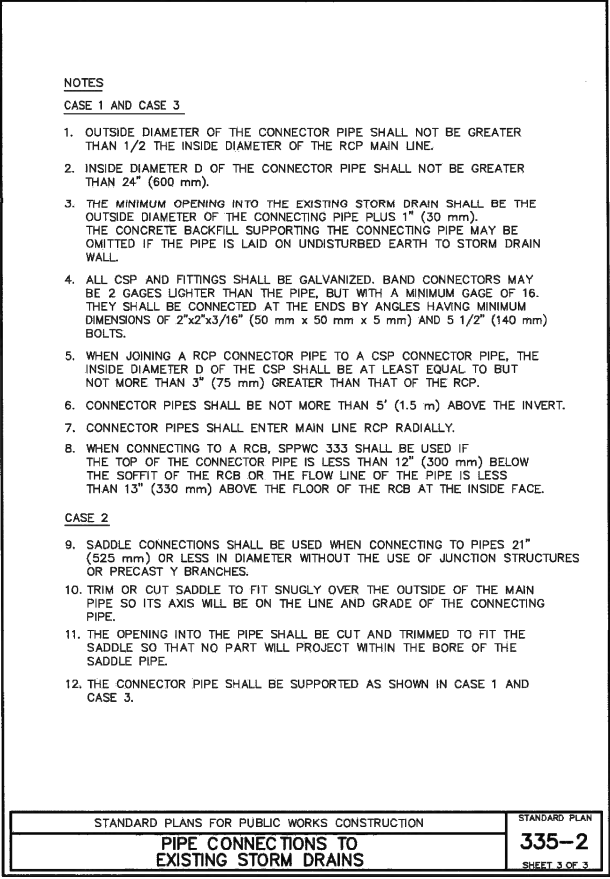 NOTES
CASE 1 AND CASE 3
1. OUTSIDE DIAMETER OF THE CONNECTOR PIPE SHALL NOT BE GREATER
THAN 1/2 THE INSIDE DIAMETER OF THE RCP MAIN LINE.
2. INSIDE DIAMETER D OF THE CONNECTOR PIPE SHALL NOT BE GREATER
THAN 24" (600 mm).
3. THE MINIMUM OPENING INTO THE EXISTING STORM DRAIN SHALL BE THE
OUTSIDE DIAMETER OF THE CONNECTING PIPE PLUS 1" (30 mm).
THE CONCRETE BACKFILL SUPPORTING THE CONNECTING PIPE MAY BE
OMITTED IF THE PIPE IS LAID ON UNDISTURBED EARTH TO STORM DRAIN
WALL.
4. ALL CSP AND FITTINGS SHALL BE GALVANIZED. BAND CONNECTORS MAY
BE 2 GAGES LIGHTER THAN THE PIPE, BUT WITH A MINIMUM GAGE OF 16.
THEY SHALL BE CONNECTED AT THE ENDS BY ANGLES HAVING MINIMUM
DIMENSIONS OF 2"x2"x3/16" (50 mm x 50 mm x 5 mm) AND 5 1/2" (140 mm)
BOLTS.
5. WHEN JOINING A RCP CONNECTOR PIPE TO A CSP CONNECTOR PIPE, THE
INSIDE DIAMETER D OF THE CSP SHALL BE AT LEAST EQUAL TO BUT
NOT MORE THAN 3" (75 mm) GREATER THAN THAT OF THE RCP.
6. CONNECTOR PIPES SHALL BE NOT MORE THAN 5' (1.5 m) ABOVE THE INVERT.
7. CONNECTOR PIPES SHALL ENTER MAIN LINE RCP RADIALLY.
8. WHEN CONNECTING TO A RCB, SPPWC 333 SHALL BE USED IF
THE TOP OF THE CONNECTOR PIPE IS LESS THAN 12" (300 mm) BELOW
THE SOFFIT OF THE RCB OR THE FLOW LINE OF THE PIPE IS LESS
THAN 13" (330 mm) ABOVE THE FLOOR OF THE RCB AT THE INSIDE FACE.
CASE 2
9. SADDLE CONNECTIONS SHALL BE USED WHEN CONNECTING TO PIPES 21"
(525 mm) OR LESS IN DIAMETER WITHOUT THE USE OF JUNCTION STRUCTURES
OR PRECAST Y BRANCHES.
10. TRIM OR CUT SADDLE TO FIT SNUGLY OVER THE OUTSIDE OF THE MAIN
PIPE SO ITS AXIS WILL BE ON THE LINE AND GRADE OF THE CONNECTING
PIPE.
11. THE OPENING INTO THE PIPE SHALL BE CUT AND TRIMMED TO FIT THE
SADDLE SO THAT NO PART WILL PROJECT WITHIN THE BORE OF THE
SADDLE PIPE.
12. THE CONNECTOR PIPE SHALL BE SUPPORTED AS SHOWN IN CASE 1 AND
CASE 3.
STANDARD PLANS FOR PUBLIC WORKS CONSTRUCTION
PIPE CONNECTIONS TO
EXISTING STORM DRAINS
STANDARD PLAN
335-2
SHEET 3 OF 3